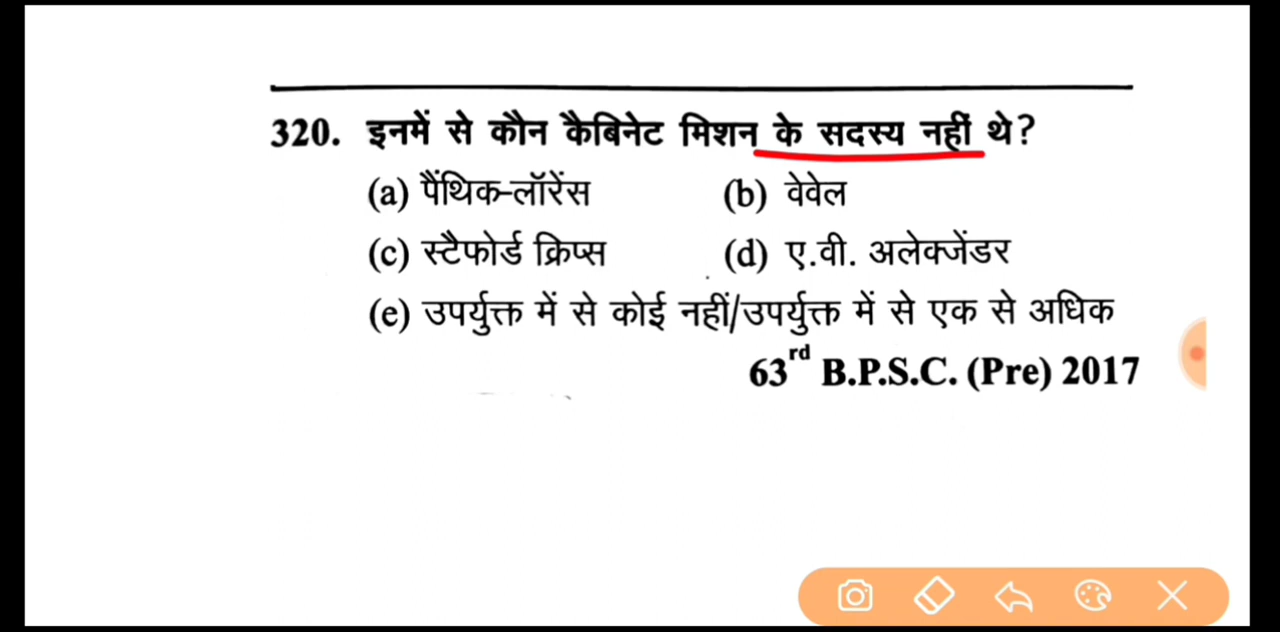 320. इनमें से कौन कैबिनेट मिशन के सदस्य नहीं थे?
(a) पैंथिक-लॉरेंस (b) वेवेल
(c) स्टैफोर्ड क्रिप्स (d) ए.वी. अलेक्जेंडर
(e) उपर्युक्त में से कोई नहीं/उपर्युक्त में से एक से अधिक
63rd B.P.S.C. (Pre) 2017